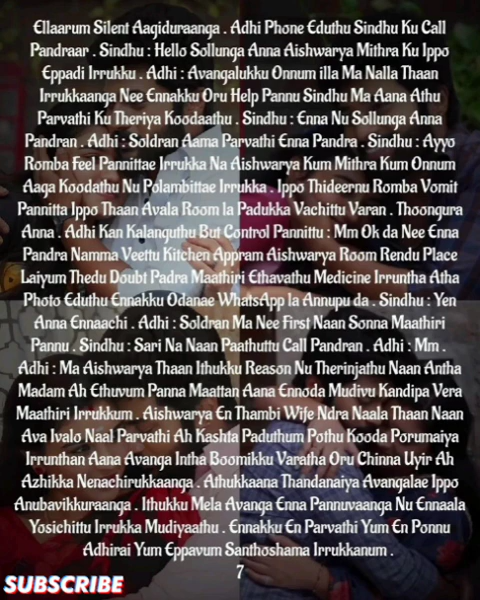 Ellaarum Silent Aagiduraanga . Adhi Phone Eduthu Sindhu Ku Call
Pandraar . Sindhu : Hello Sollunga Anna Aishwarya Mithra Ku Ippo
Eppadi Irrukku . Adhi : Avangalukku Onnum illa Ma Nalla Thaan
Irrukkaanga Nee Ennakku Oru Help Pannu Sindhu Ma Aana Athu
Parvathi Ku Theriya Koodaathu . Sindhu : Enna Nu Sollunga Anna
Pandran . Adhi : Soldran Aama Parvathi Enna Pandra . Sindhu : Ayyo
Romba Feel Pannittae Irrukka Na Aishwarya Kum Mithra Kum Onnum
Aaga Koodathu Nu Polambittae Irrukka . Ippo Thideernu Romba Vomit
Pannitta Ippo Thaan Avala Room la Padukka Vachittu Varan . Thoongura
Anna . Adhi Kan Kalanguthu But Control Pannittu : Mm Ok da Nee Enna
Pandra Namma Veettu Kitchen Appram Aishwarya Room Rendu Place
Laiyum Thedu Doubt Padra Maathiri Ethavathu Medicine Irruntha Atha
Photo Eduthu Ennakku Odanae WhatsApp la Annupu da . Sindhu : Yen
Anna Ennaachi . Adhi : Soldran Ma Nee First Naan Sonna Maathiri
Pannu . Sindhu : Sari Na Naan Paathuttu Call Pandran . Adhi : Mm .
Adhi : Ma Aishwarya Thaan Ithukku Reason Nu Therinjathu Naan Antha
Madam Ah Ethuvum Panna Maattan Aana Ennoda Mudivu Kandipa Vera
Maathiri Irrukkum . Aishwarya En Thambi Wife Ndra Naala Thaan Naan
Ava Ivalo Naal Parvathi Ah Kashta Paduthum Pothu Kooda Porumaiya
Irrunthan Aana Avanga Intha Boomikku Varatha Oru Chinna Uyir Ah
Azhikka Nenachirukkaanga . Athukkaana Thandanaiya Avangalae Ippo
Anubavikkuraanga . Ithukku Mela Avanga Enna Pannuvaanga Nu Ennaala
Yosichittu Irrukka Mudiyaathu . Ennakku En Parvathi Yum En Ponnu
Adhirai Yum Eppavum Santhoshama Irrukkanum .
7
SUBSCRIBE